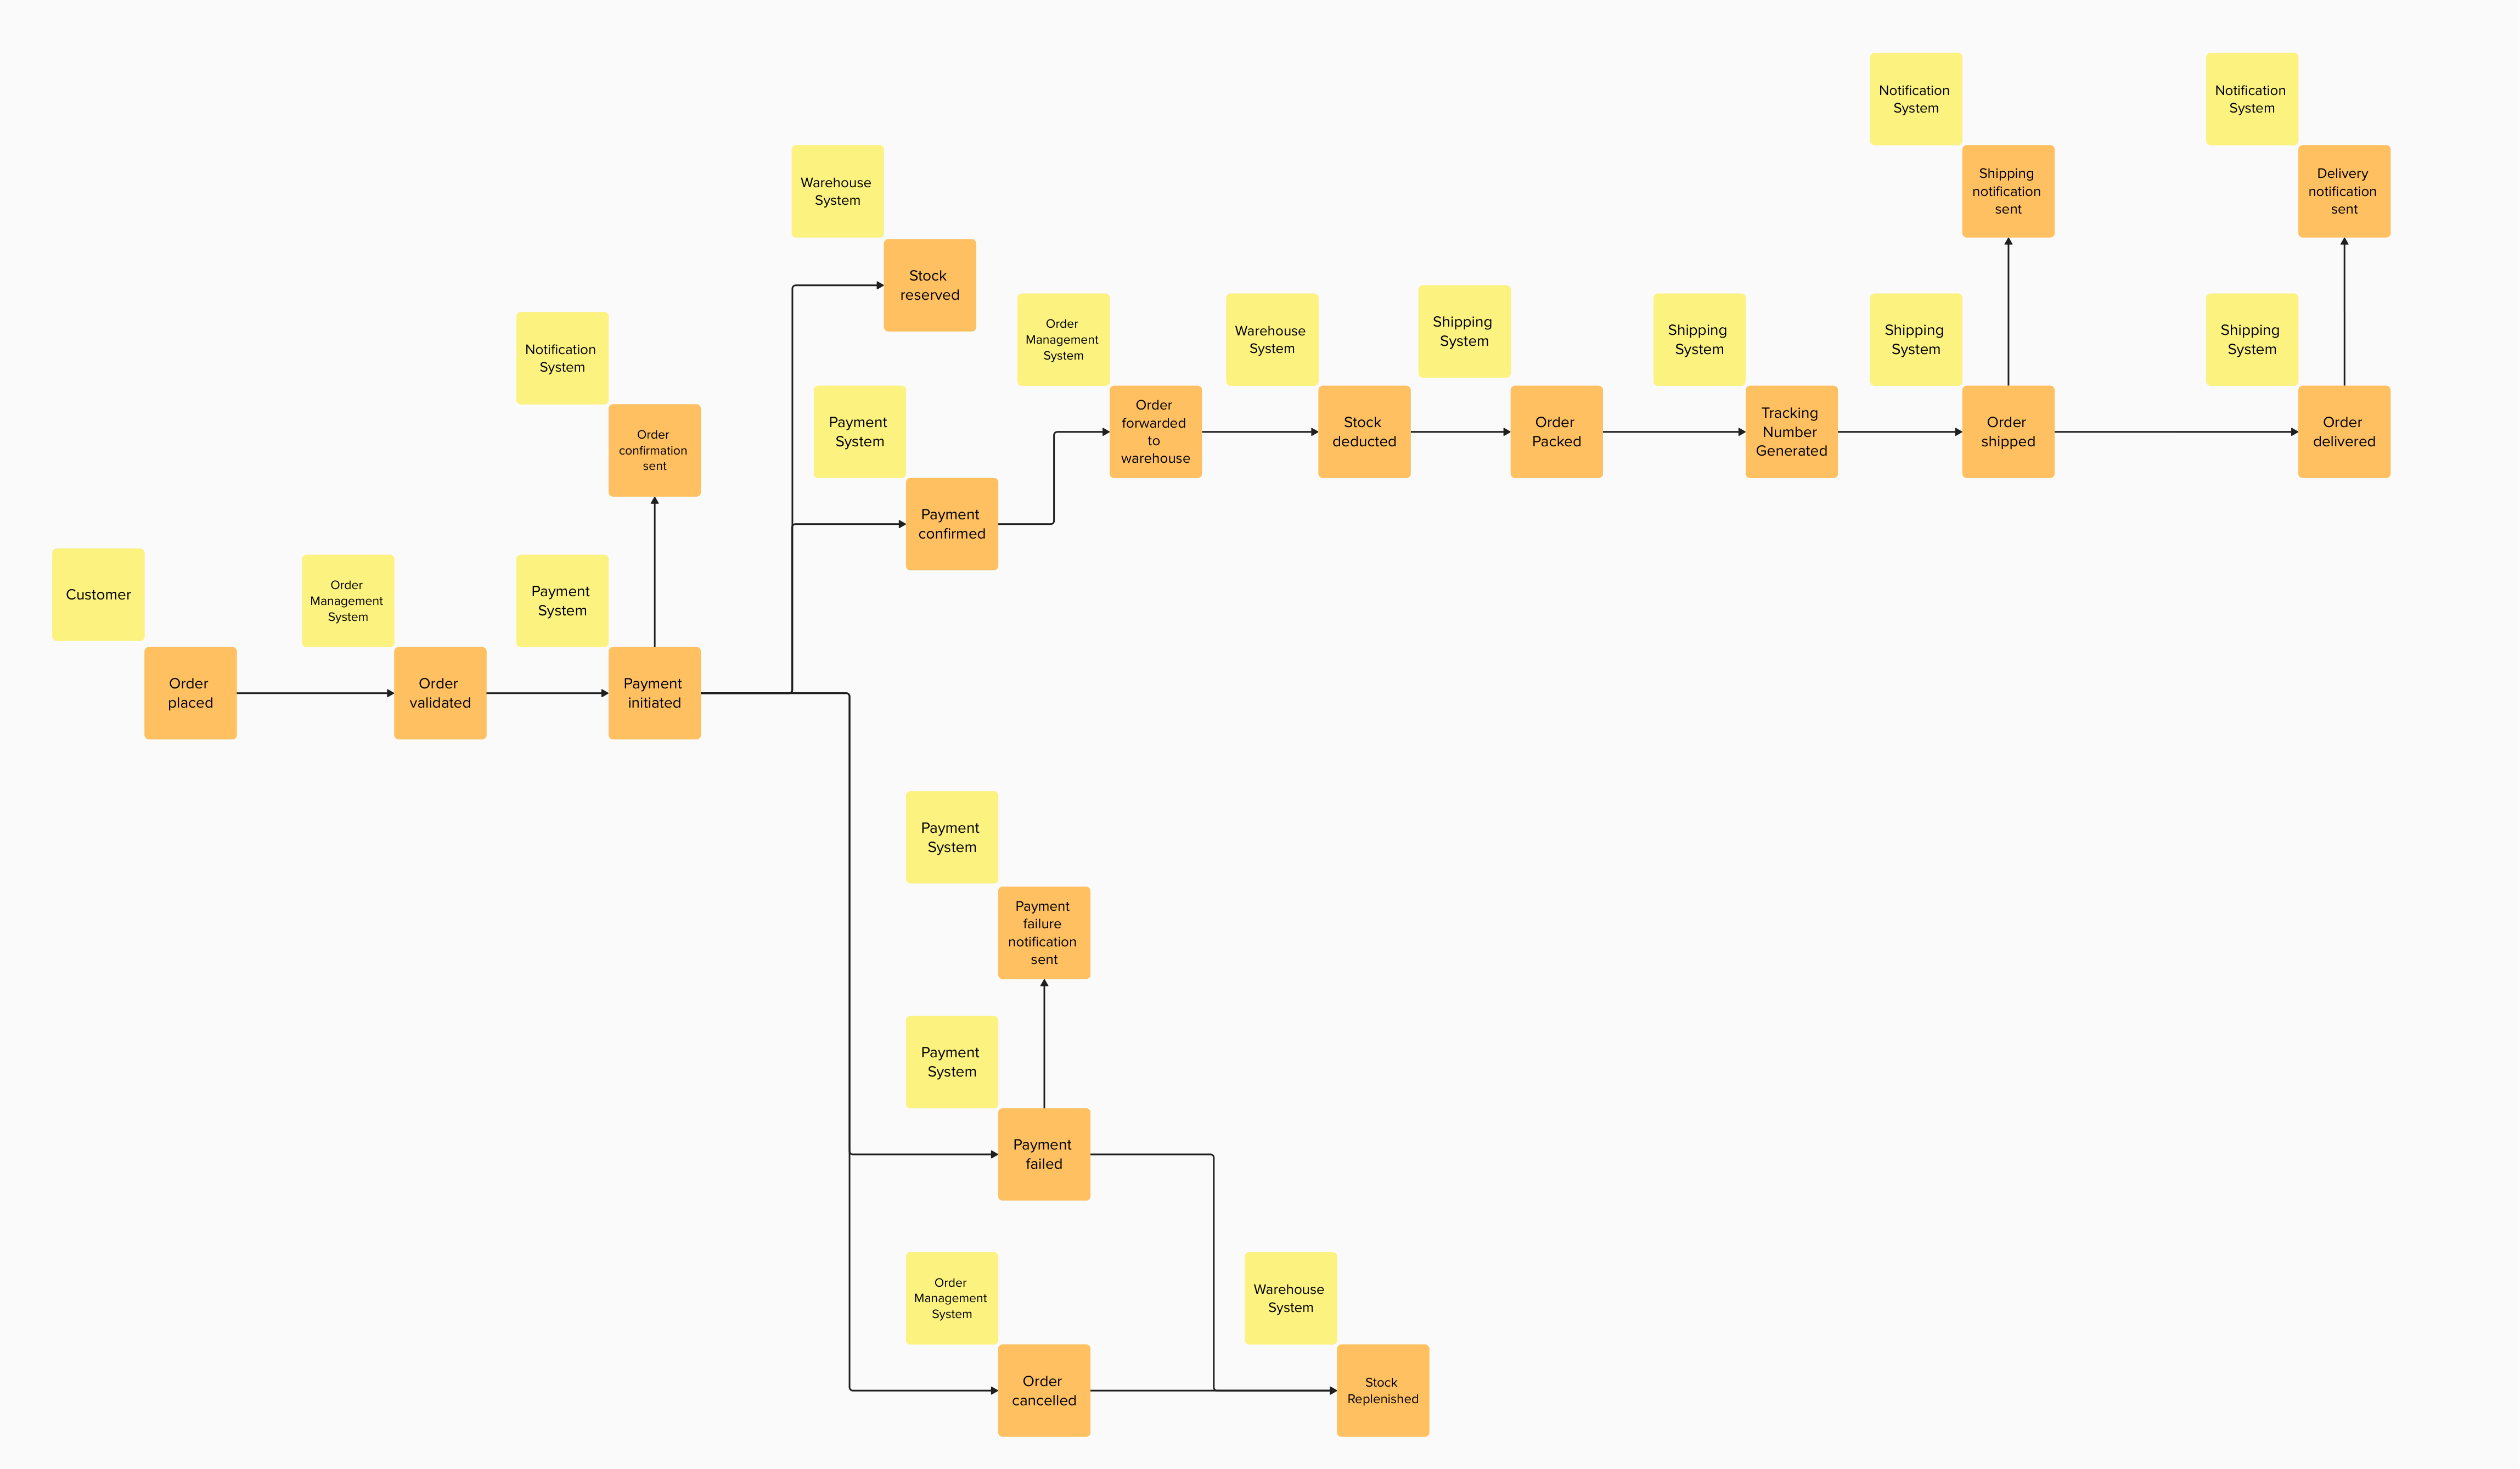 Notification
System
Notification
System
Shipping
notification
sent
Delivery
notification
sent
Warehouse
System
Stock
reserved
Notification
System
Order
confirmation
sent
Order
Management
System
Warehouse
System
Shipping
System
Shipping
System
Shipping
System
Shipping
System
Payment
System
Order
forwarded
to
warehouse
Stock
deducted
Order
Packed
Tracking
Number
Generated
Order
shipped
Order
delivered
Payment
confirmed
Customer
Order
Management
System
Payment
System
Order
placed
Order
validated
Payment
initiated
Payment
System
Payment
failure
notification
sent
Payment
System
Payment
failed
Order
Management
System
Warehouse
System
Order
cancelled
Stock
Replenished